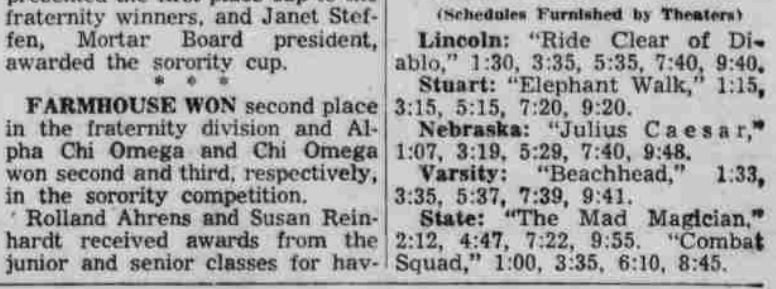 fraternity winners, and Janet Stef-
fen, Mortar Board president,
awarded the sorority cup.
* * *
FARMHOUSE WON second place
in the fraternity division and Al-
pha Chi Omega and Chi Omega
won second and third, respectively,
in the sorority competition.
Rolland Ahrens and Susan Rein-
hardt received awards from the
junior and senior classes for hav-
(Schedules Furnished by Theaters)
Lincoln: "Ride Clear of Di-
ablo," 1:30, 3:35, 5:35, 7:40, 9:40.
Stuart: "Elephant Walk," 1:15,
3:15, 5:15, 7:20, 9:20.
Nebraska: "Julius Caesar,"
1:07, 3:19, 5:29, 7:40, 9:48.
Varsity: "Beachhead," 1:33,
3:35, 5:37, 7:39, 9:41.
State: "The Mad Magician,"
2:12, 4:47, 7:22, 9:55. "Combat
Squad," 1:00, 3:35, 6:10, 8:45.